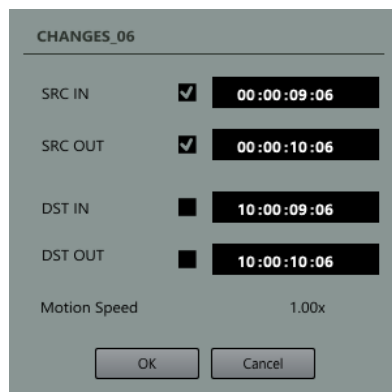 CHANGES_06
SRC IN 00:00:09:06
SRC OUT 00:00:10:06
DST IN 10:00:09:06
DST OUT 10:00:10:06
Motion Speed 1.00x
OK Cancel